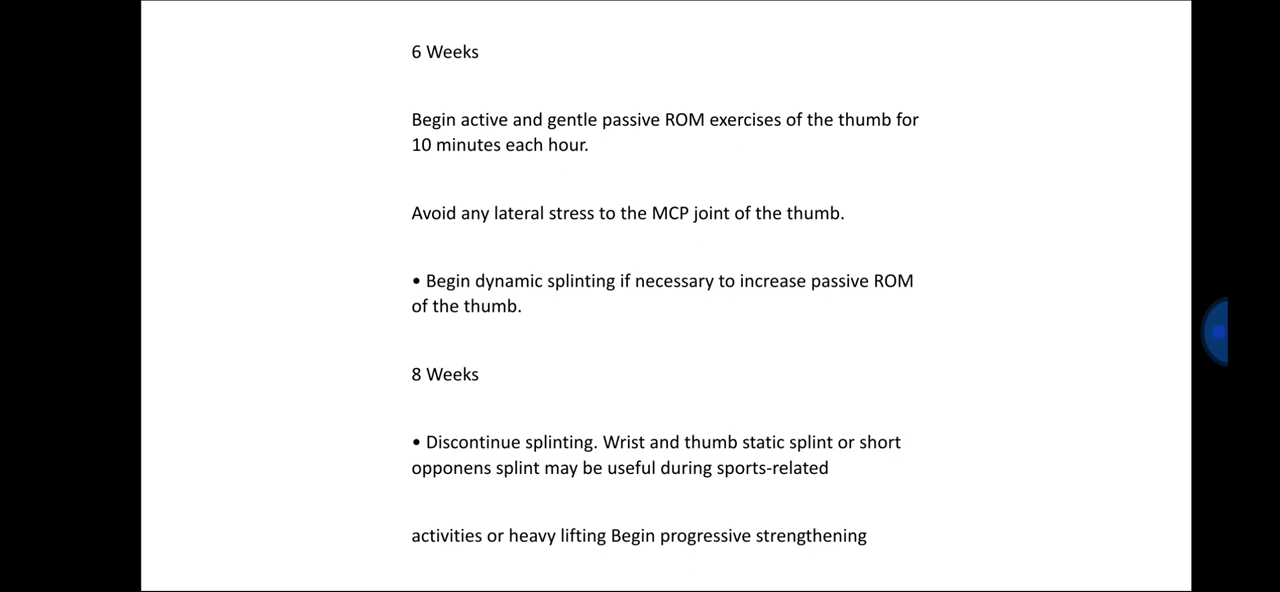 6 Weeks
Begin active and gentle passive ROM exercises of the thumb for
10 minutes each hour.
Avoid any lateral stress to the MCP joint of the thumb.
• Begin dynamic splinting if necessary to increase passive ROM
of the thumb.
8 Weeks
• Discontinue splinting. Wrist and thumb static splint or short
opponens splint may be useful during sports-related
activities or heavy lifting Begin progressive strengthening